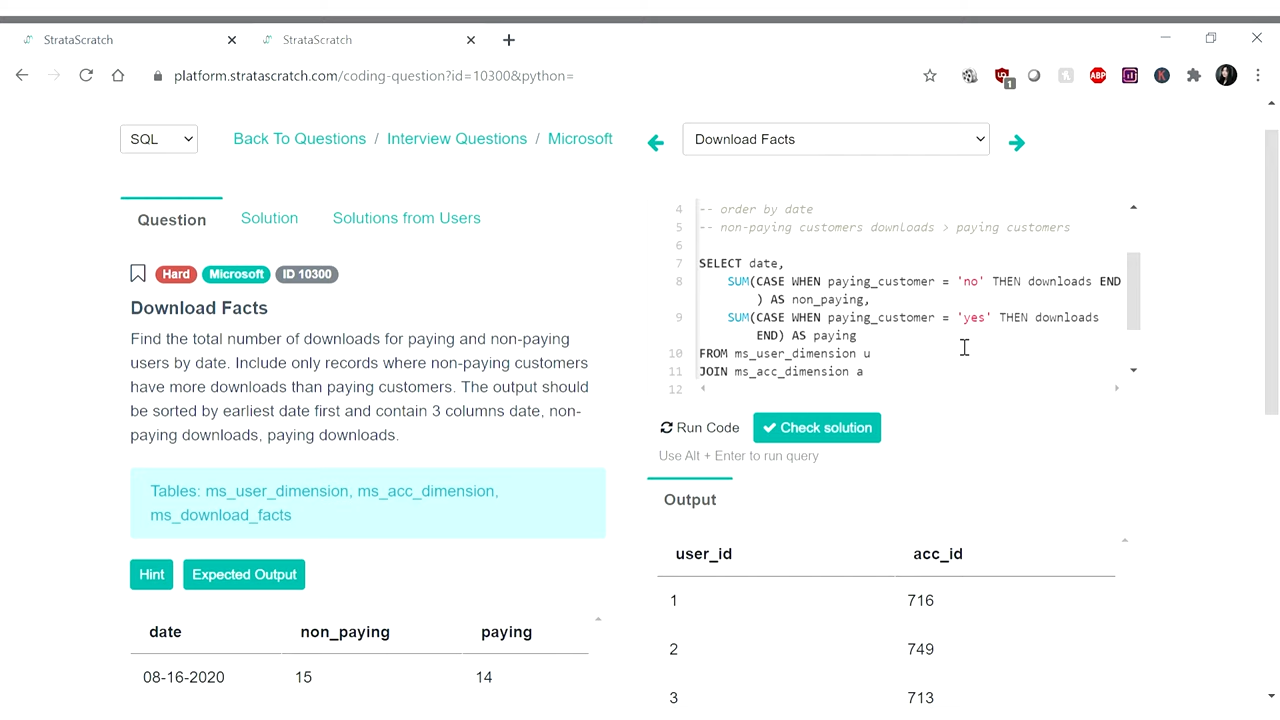 StrataScratch
StrataScratch
platform.stratascratch.com/coding-question?id=10300&python=
1
ABP
K
SQL
Back To Questions / Interview Questions / Microsoft
Download Facts
Question
Solution
Solutions from Users
Hard
Microsoft
ID 10300
Download Facts
Find the total number of downloads for paying and non-paying
users by date. Include only records where non-paying customers
have more downloads than paying customers. The output should
be sorted by earliest date first and contain 3 columns date, non-
paying downloads, paying downloads.
Tables: ms_user_dimension, ms_acc_dimension,
ms_download_facts
Hint
Expected Output
date non_paying paying
08-16-2020 15 14
4 -- order by date
5 -- non-paying customers downloads > paying customers
6
7 SELECT date,
8 SUM(CASE WHEN paying_customer = 'no' THEN downloads END
) AS non_paying,
9 SUM(CASE WHEN paying_customer = 'yes' THEN downloads
END) AS paying
10 FROM ms_user_dimension u
11 JOIN ms_acc_dimension a
12
Run Code
Check solution
Use Alt + Enter to run query
Output
user_id acc_id
1 716
2 749
3 713